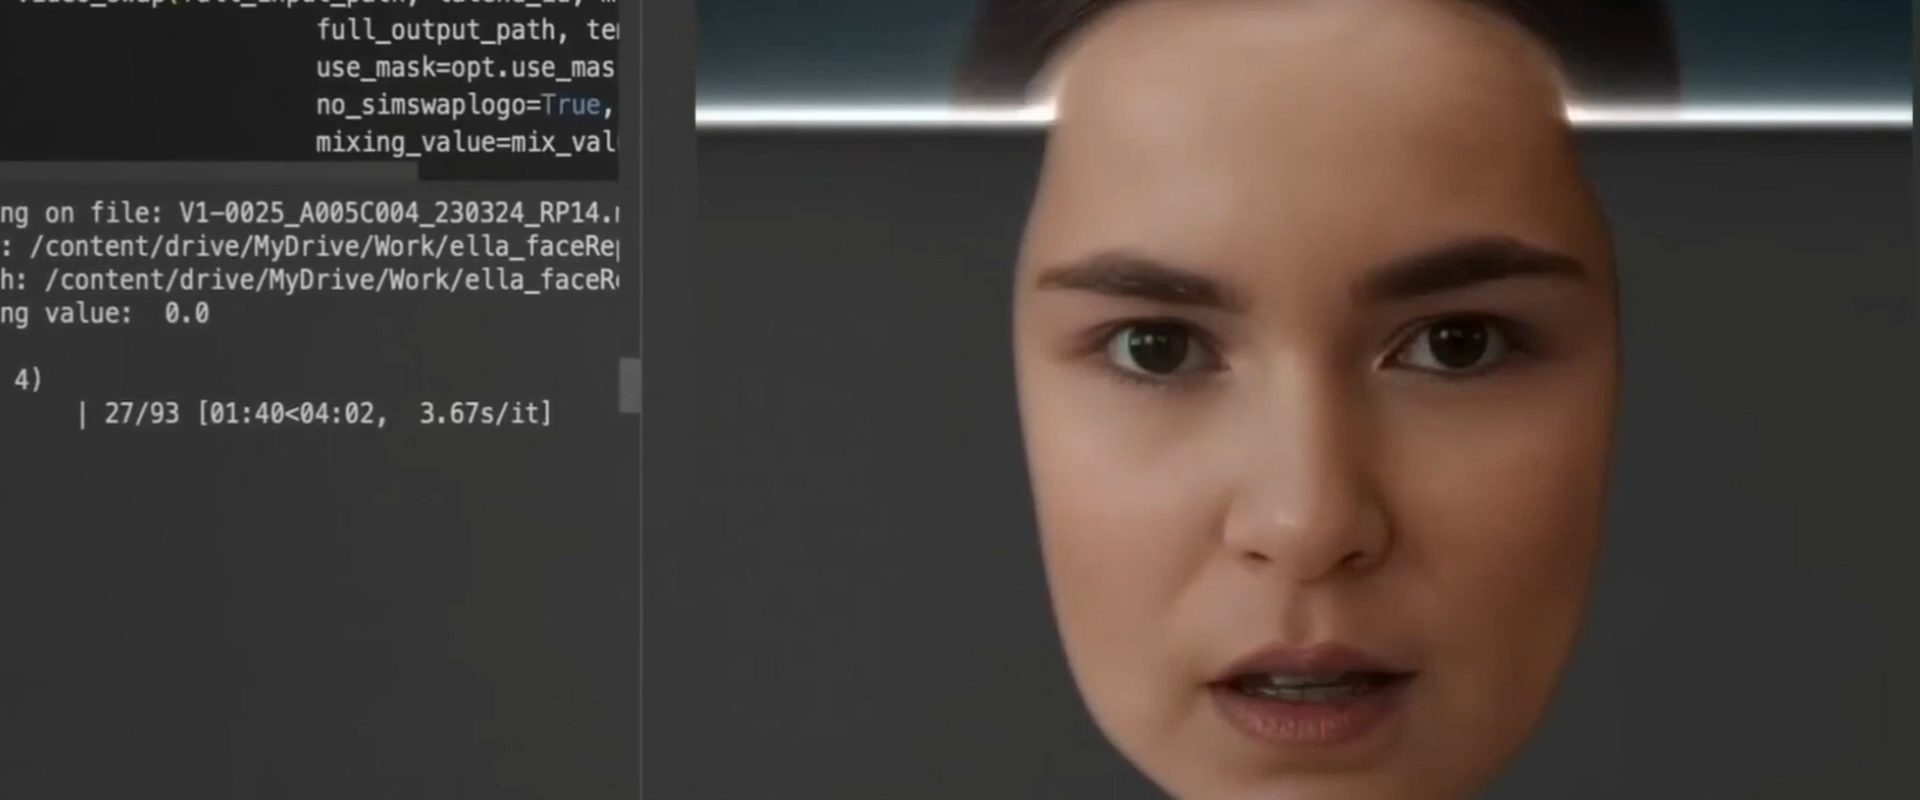 full_output_path,
use_mask=opt.use_mas
no_simswaplogo=True,
mixing_value=mix_val
ng on file: V1-0025_A005C004_230324_RP14.
: /content/drive/MyDrive/Work/ella_faceRe
h: /content/drive/MyDrive/Work/ella_faceR
ng value: 0.0
4)
| 27/93 [01:40<04:02, 3.67s/it]